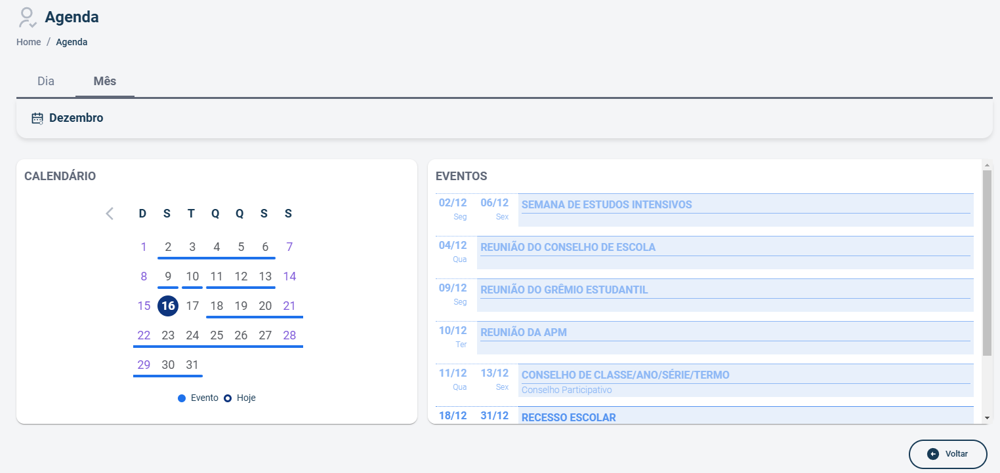 Agenda
Home / Agenda
Dia Mês
Dezembro
CALENDÁRIO
D S T Q Q S S
1 2 3 4 5 6 7
8 9 10 11 12 13 14
15 16 17 18 19 20 21
22 23 24 25 26 27 28
29 30 31
Evento Hoje
EVENTOS
02/12 06/12 SEMANA DE ESTUDOS INTENSIVOS
Seg Sex
04/12 REUNIÃO DO CONSELHO DE ESCOLA
Qua
09/12 REUNIÃO DO GRÊMIO ESTUDANTIL
Seg
10/12 REUNIÃO DA APM
Ter
11/12 13/12 CONSELHO DE CLASSE/ANO/SÉRIE/TERMO
Qua Sex Conselho Participativo
18/12 31/12 RECESSO ESCOLAR
Voltar